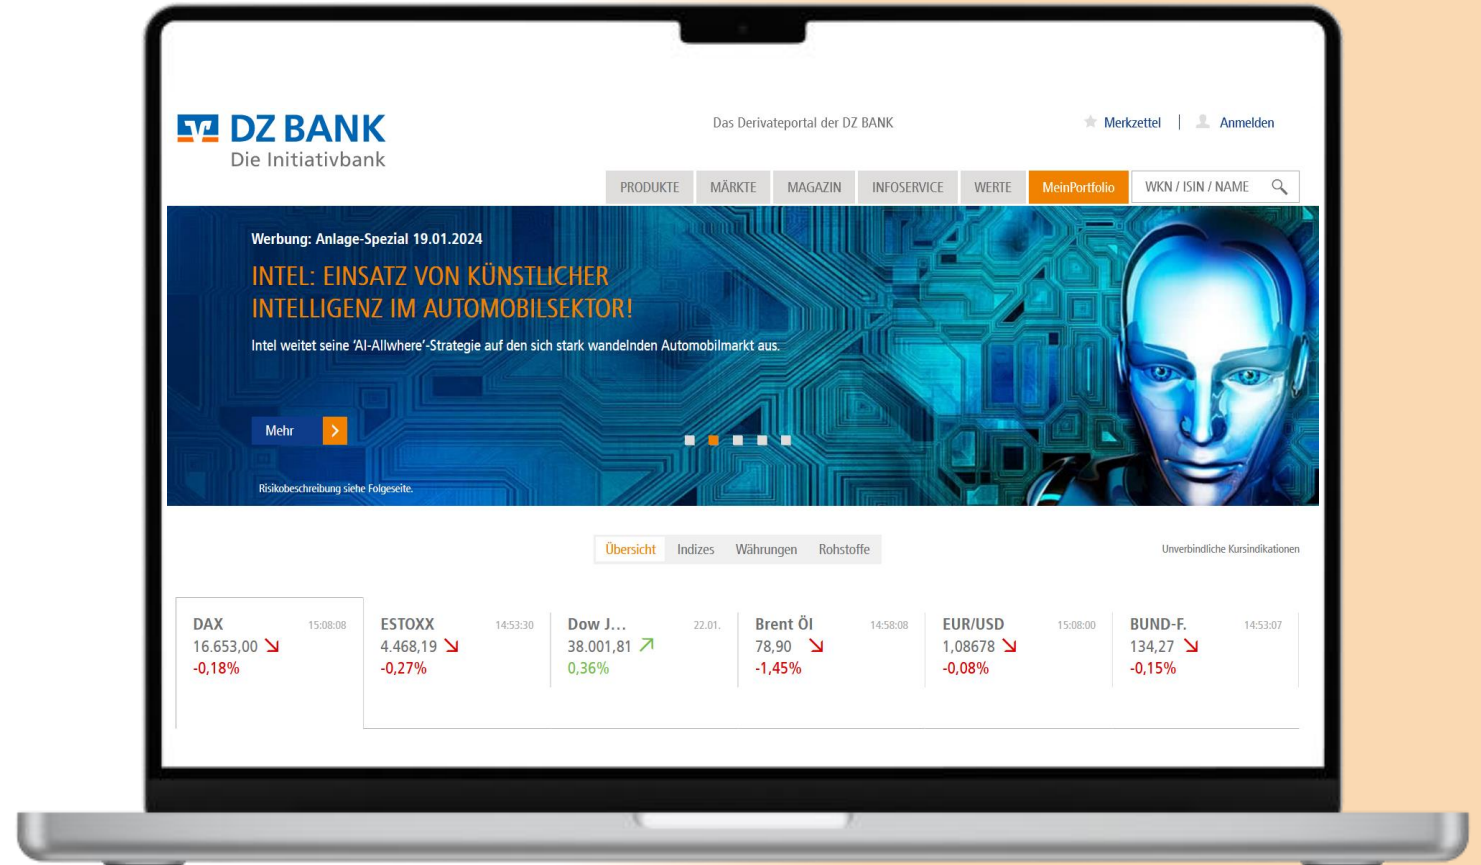 DZ BANK
Die Initiativbank
Das Derivateportal der DZ BANK
Merkzettel | Anmelden
PRODUKTE MÄRKTE MAGAZIN INFOSERVICE WERTE MeinPortfolio WKN / ISIN / NAME
Werbung: Anlage-Spezial 19.01.2024
INTEL: EINSATZ VON KÜNSTLICHER
INTELLIGENZ IM AUTOMOBILSEKTOR!
Intel weitet seine 'AI-Allwhere'-Strategie auf den sich stark wandelnden Automobilmarkt aus.
Mehr
Risikobeschreibung siehe Folgeseite.
Übersicht Indizes Währungen Rohstoffe
Unverbindliche Kursindikationen
DAX 15:08:08
16.653,00
-0,18%
ESTOXX 14:53:30
4.468,19
-0,27%
Dow J... 22.01.
38.001,81
0,36%
Brent Öl 14:58:08
78,90
-1,45%
EUR/USD 15:08:00
1,08678
-0,08%
BUND-F. 14:53:07
134,27
-0,15%